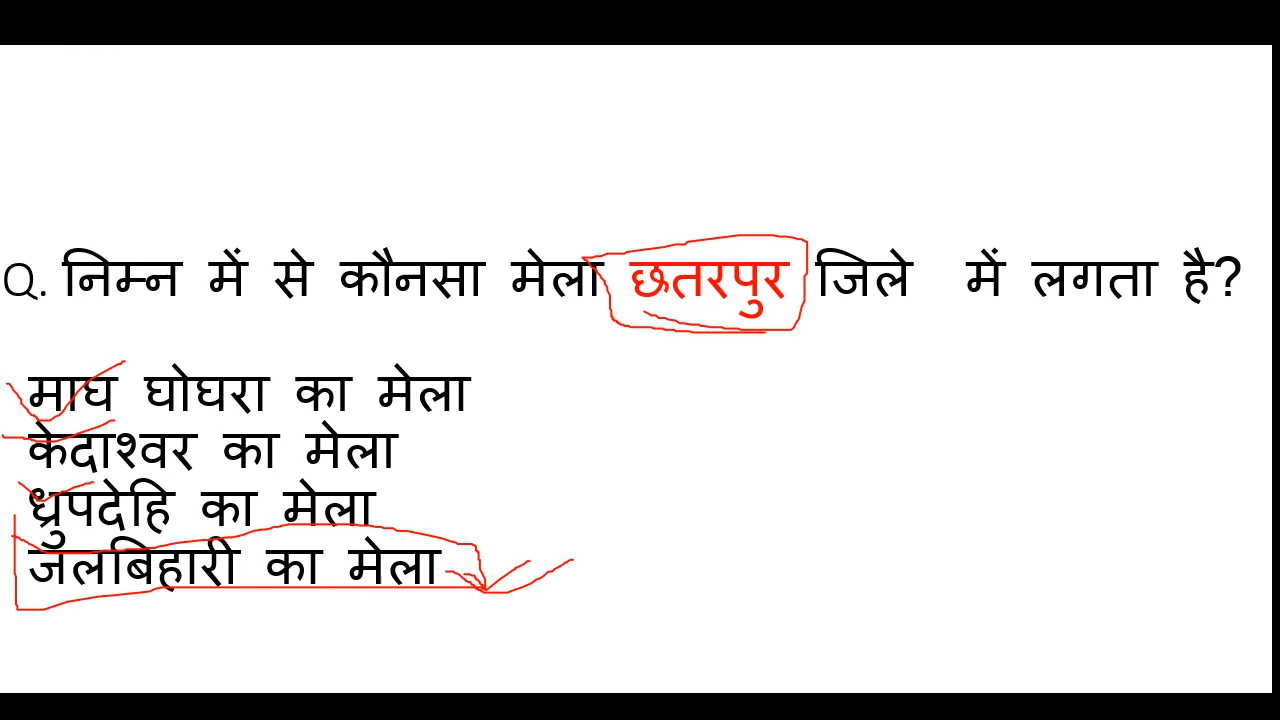 Q. निम्न में से कौनसा मेला छतरपुर जिले में लगता है?
माघ घोघरा का मेला
केदाश्वर का मेला
ध्रुपदेहि का मेला
जलबिहारी का मेला